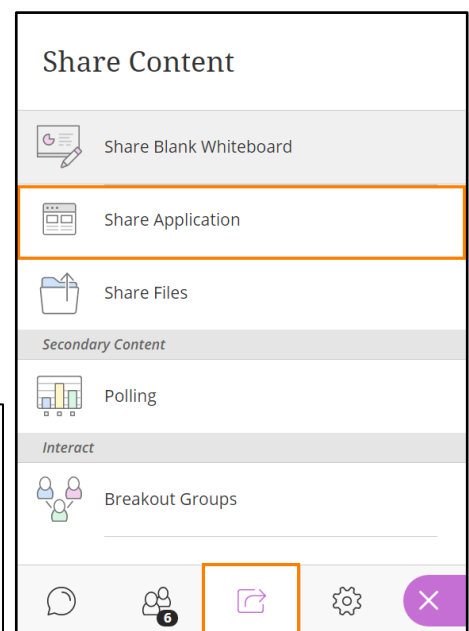 Share Content
Share Blank Whiteboard
Share Application
Share Files
Secondary Content
Polling
Interact
Breakout Groups
6